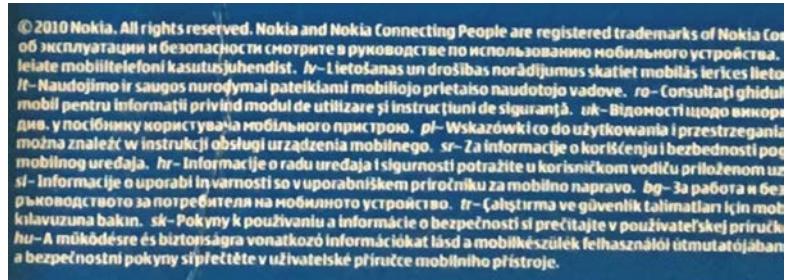 © 2010 Nokia. All rights reserved. Nokia and Nokia Connecting People are registered trademarks of Nokia Cor
об эксплуатации и безопасности смотрите в руководстве по использованию мобильного устройства.
leiate mobiiltelefoni kasutusjuhendist. lv–Lietošanas un drošības norādījumus skatiet mobilās ierīces lieto
lt–Naudojimo ir saugos nurodymai pateikiami mobiliojo prietaiso naudotojo vadove. ro–Consultaţi ghidul
mobil pentru informaţii privind modul de utilizare şi instrucţiuni de siguranţă. uk–Відомості щодо викори
див. у посібнику користувача мобільного пристрою. pl–Wskazówki co do użytkowania i przestrzegania
można znaleźć w instrukcji obsługi urządzenia mobilnego. sr–Za informacije o korišćenju i bezbednosti pog
mobilnog uređaja. hr–Informacije o radu uređaja i sigurnosti potražite u korisničkom vodiču priloženom uz
sl–Informacije o uporabi in varnosti so v uporabniškem priročniku za mobilno napravo. bg–За работа и без
ръководството за потребителя на мобилното устройство. tr–Çalıştırma ve güvenlik talimatları için mob
kılavuzuna bakın. sk–Pokyny k používaniu a informácie o bezpečnosti si prečítajte v používateľskej príručk
hu–A működésre és biztonságra vonatkozó információkat lásd a mobilkészülék felhasználói útmutatójában
a bezpečnostní pokyny si přečtěte v uživatelské příručce mobilního přístroje.